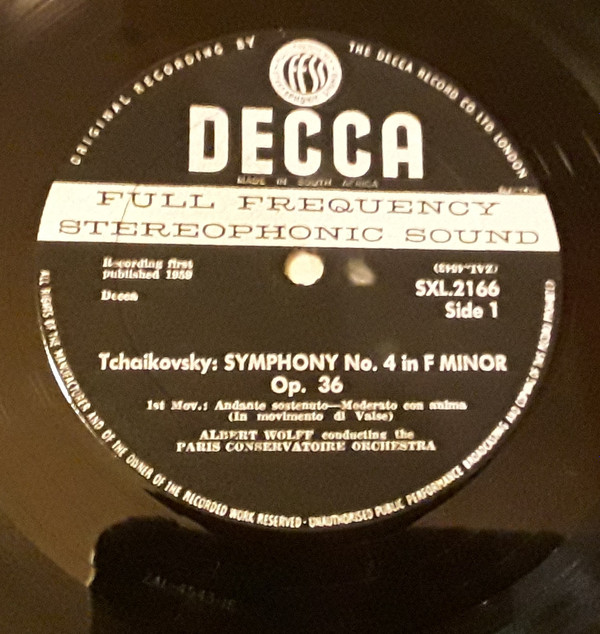 ORIGINAL RECORDING BY THE DECCA RECORD CO. LTD LONDON
ffss
DECCA
MADE IN SOUTH AFRICA
FULL FREQUENCY
STEREOPHONIC SOUND
Recording first
published 1959
Decca
SXL.2166
Side 1
Tchaikovsky: SYMPHONY No. 4 in F MINOR
Op. 36
1st Mov.: Andante sostenuto—Moderato con anima
(In movimento di Valse)
ALBERT WOLFF conducting the
PARIS CONSERVATOIRE ORCHESTRA
ALL RIGHTS OF THE MANUFACTURER AND OF THE OWNER OF THE RECORDED WORK RESERVED · UNAUTHORISED PUBLIC PERFORMANCE BROADCASTING AND COPYING OF THIS RECORD PROHIBITED